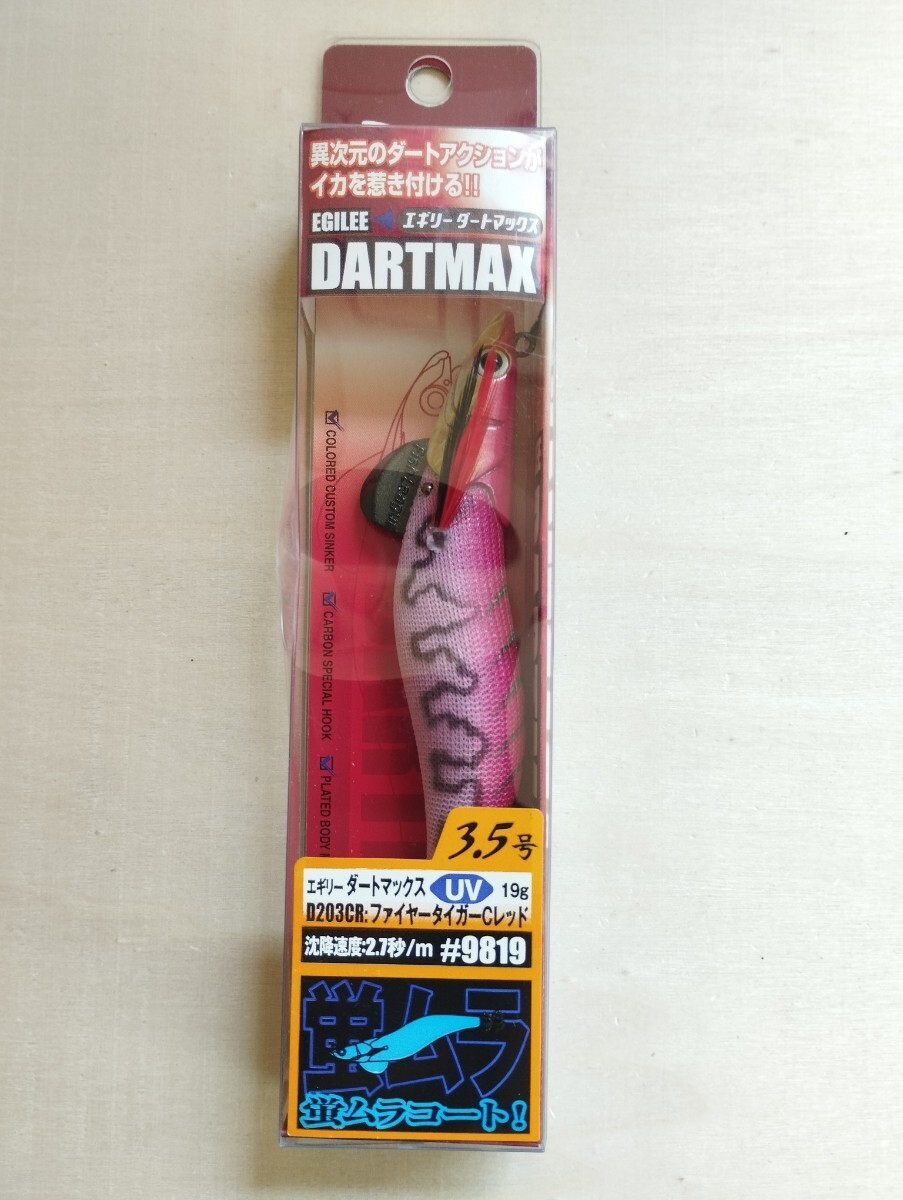 異次元のダートアクションが
イカを惹き付ける!!
EGILEE エギリー ダートマックス
DARTMAX
COLORED CUSTOM SINKER
CARBON SPECIAL HOOK
PLATED BODY
3.5号
エギリー ダートマックス UV 19g
D203CR:ファイヤータイガーCレッド
沈降速度:2.7秒/m #9819
蛍ムラ
蛍ムラコート!